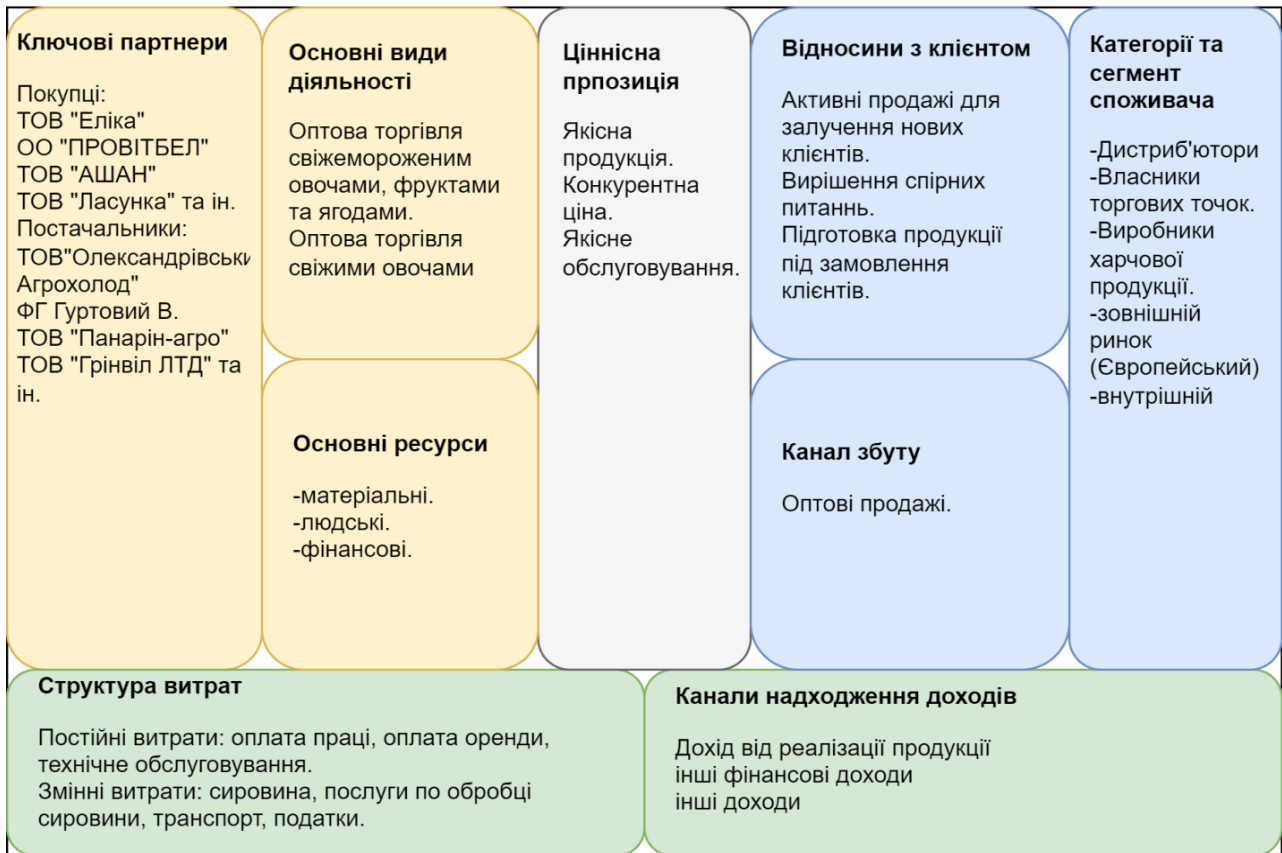 Ключові партнери
Покупці:
ТОВ "Еліка"
ОО "ПРОВІТБЕЛ"
ТОВ "АШАН"
ТОВ "Ласунка" та ін.
Постачальники:
ТОВ"Олександрівськи
Агрохолод"
ФГ Гуртовий В.
ТОВ "Панарін-агро"
ТОВ "Грінвіл ЛТД" та
ін.
Основні види
діяльності
Оптова торгівля
свіжемороженим
овочами, фруктами
та ягодами.
Оптова торгівля
свіжими овочами
Основні ресурси
-матеріальні.
-людські.
-фінансові.
Ціннісна
прпозиція
Якісна
продукція.
Конкурентна
ціна.
Якісне
обслуговування.
Відносини з клієнтом
Активні продажі для
залучення нових
клієнтів.
Вирішення спірних
питаннь.
Підготовка продукції
під замовлення
клієнтів.
Канал збуту
Оптові продажі.
Категорії та
сегмент
споживача
-Дистриб'ютори
-Власники
торгових точок.
-Виробники
харчової
продукції.
-зовнішній
ринок
(Європейський)
-внутрішній
Структура витрат
Постійні витрати: оплата праці, оплата оренди,
технічне обслуговування.
Змінні витрати: сировина, послуги по обробці
сировини, транспорт, податки.
Канали надходження доходів
Дохід від реалізації продукції
інші фінансові доходи
інші доходи